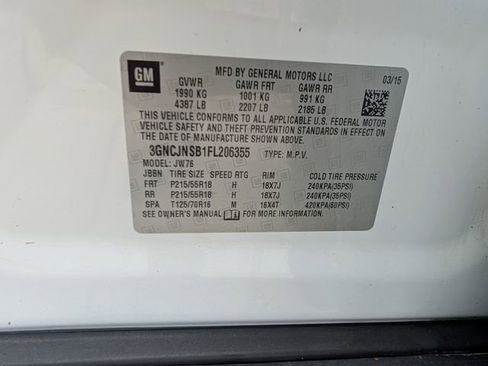 GM
MFD BY GENERAL MOTORS LLC 03/15
GVWR GAWR FRT GAWR RR
1990 KG 1001 KG 991 KG
4387 LB 2207 LB 2185 LB
THIS VEHICLE CONFORMS TO ALL APPLICABLE U.S. FEDERAL MOTOR
VEHICLE SAFETY, BUMPER, AND THEFT PREVENTION STANDARDS
IN EFFECT ON THE DATE OF MANUFACTURE SHOWN ABOVE.
3GNCJNSB1FL206355 TYPE: M.P.V.
MODEL: JW76
JBBN TIRE SIZE SPEED RTG RIM COLD TIRE PRESSURE
FRT P215/55R18 H 18X7J 240KPA(35PSI)
RR P215/55R18 H 18X7J 240KPA(35PSI)
SPA T125/70R16 M 16X4T 420KPA(60PSI)
SEE OWNER'S MANUAL FOR MORE INFORMATION